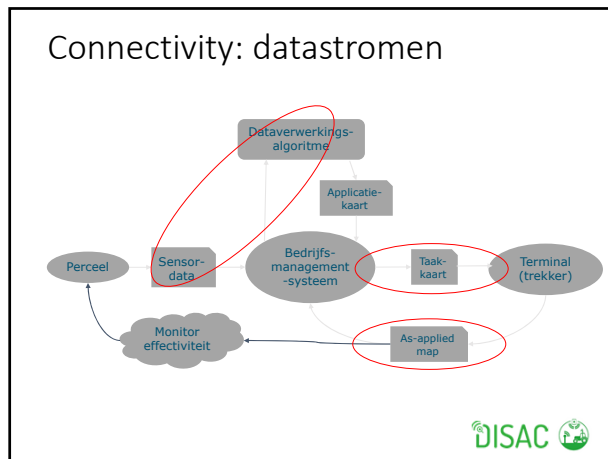 Connectivity: datastromen
Dataverwerkings-
algoritme
Applicatie-
kaart
Perceel
Sensor-
data
Bedrijfs-
management
-systeem
Taak-
kaart
Terminal
(trekker)
Monitor
effectiviteit
As-applied
map
DISAC